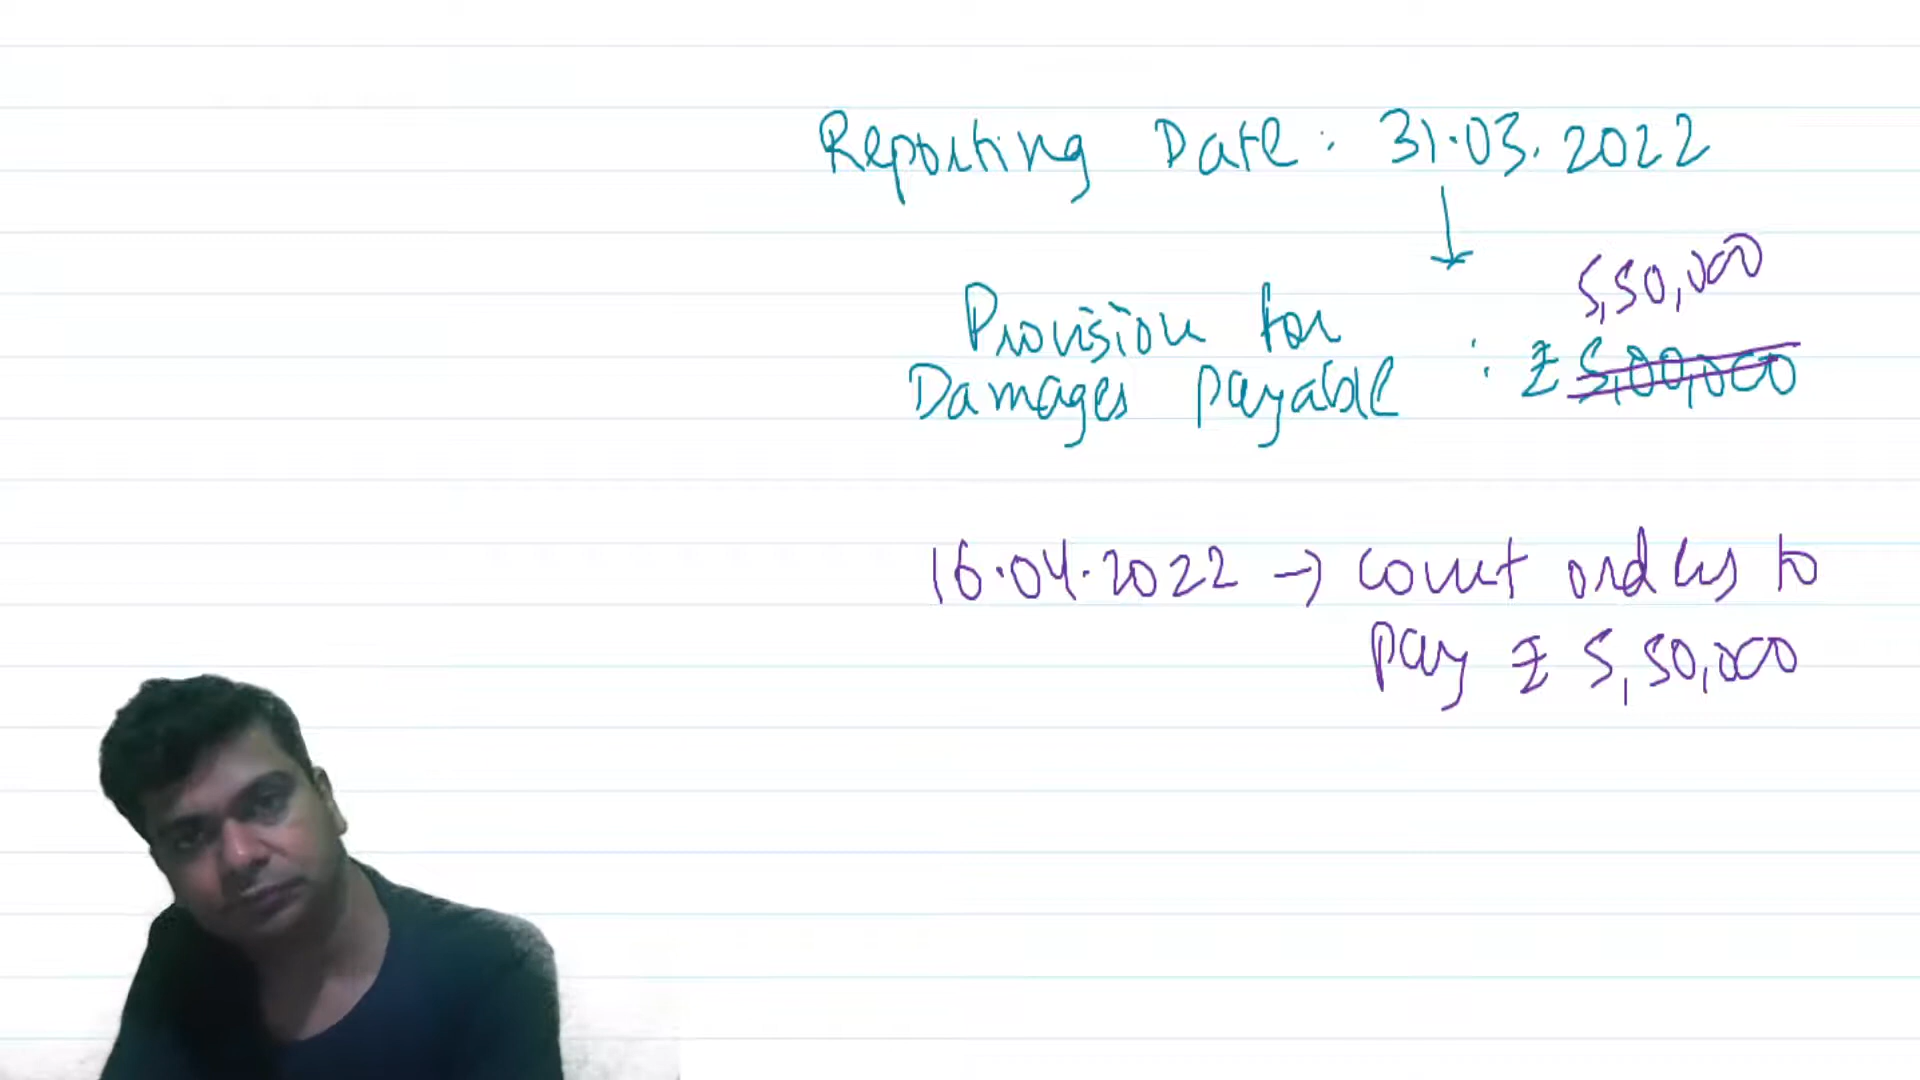 Reporting Date: 31.03.2022
5,50,000
Provision for
Damages payable : ₹ 5,00,000
16.04.2022 → Court orders to
pay ₹ 5,50,000